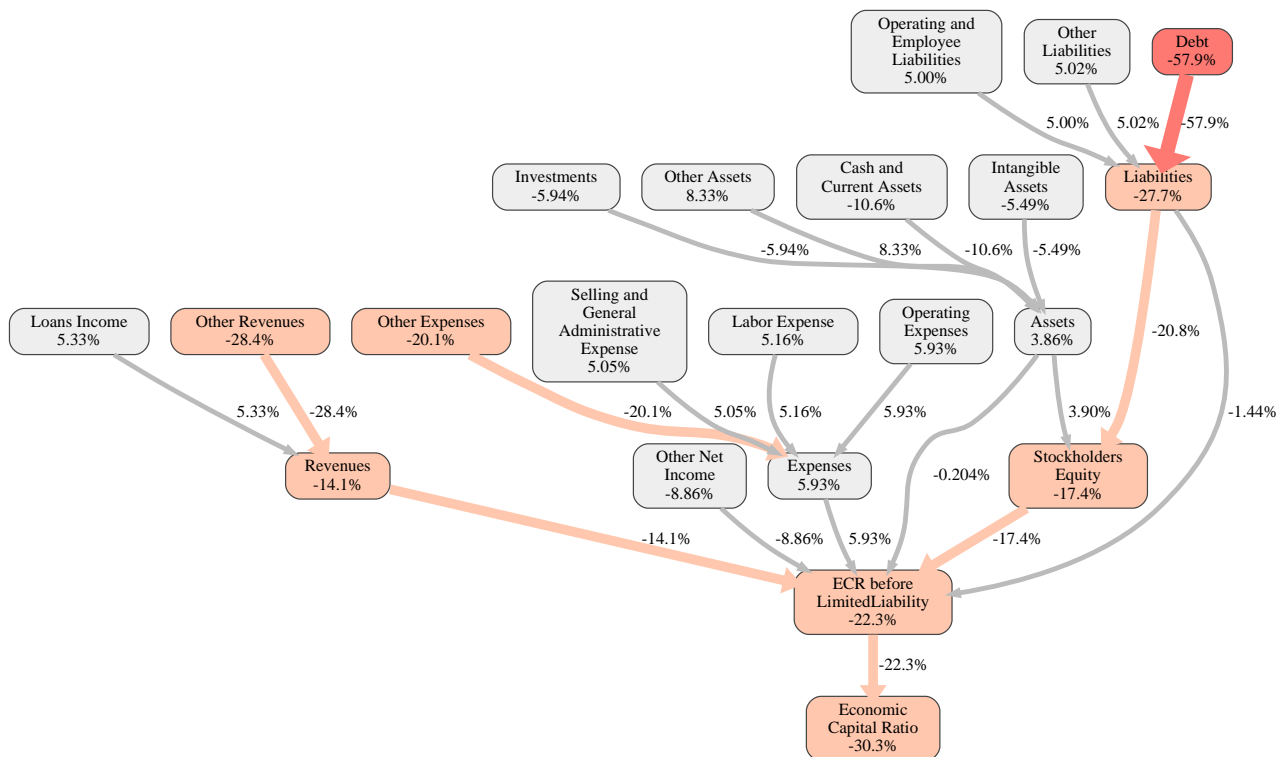 Operating and
Employee
Liabilities
5.00%
Other
Liabilities
5.02%
Debt
-57.9%
5.00%
5.02%
-57.9%
Investments
-5.94%
Other Assets
8.33%
Cash and
Current Assets
-10.6%
Intangible
Assets
-5.49%
Liabilities
-27.7%
-5.94%
8.33%
-10.6%
-5.49%
Loans Income
5.33%
Other Revenues
-28.4%
Other Expenses
-20.1%
Selling and
General
Administrative
Expense
5.05%
Labor Expense
5.16%
Operating
Expenses
5.93%
Assets
3.86%
-20.8%
5.33%
-28.4%
-20.1%
5.05%
5.16%
5.93%
3.90%
-1.44%
Revenues
-14.1%
Other Net
Income
-8.86%
Expenses
5.93%
-0.204%
Stockholders
Equity
-17.4%
-14.1%
-8.86%
5.93%
-17.4%
ECR before
LimitedLiability
-22.3%
-22.3%
Economic
Capital Ratio
-30.3%